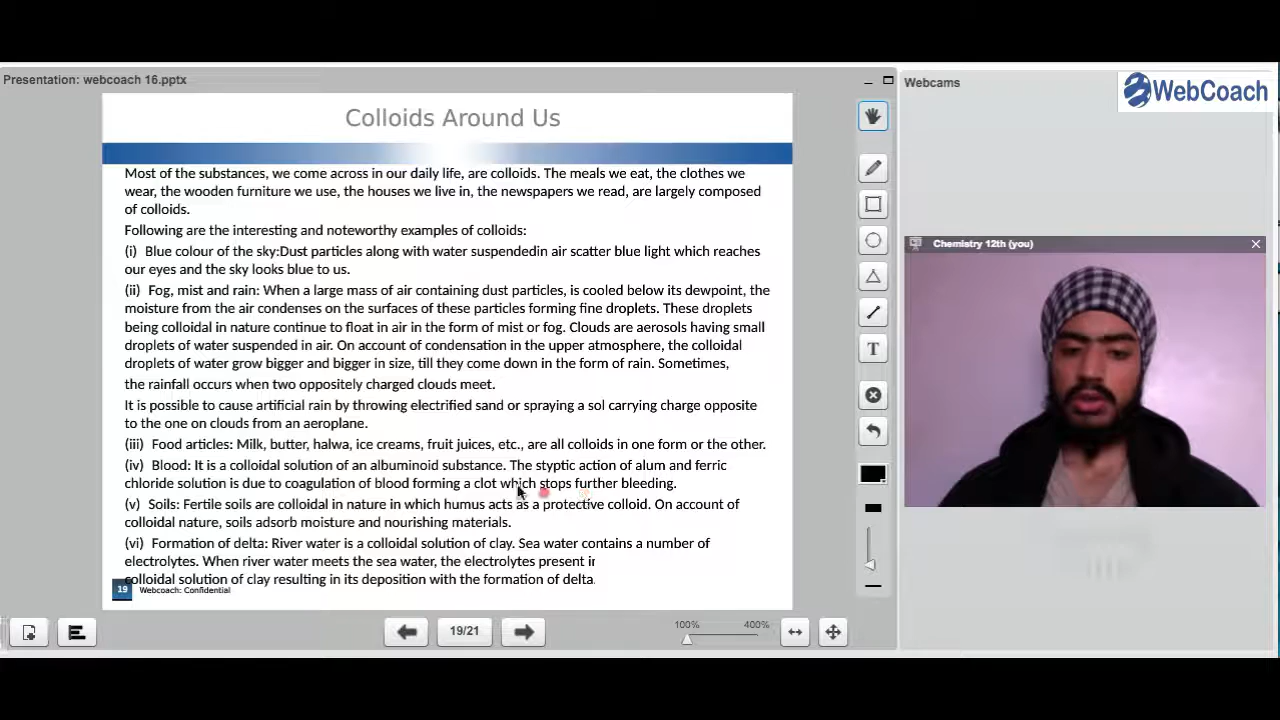 Presentation: webcoach 16.pptx
Webcams
WebCoach
Colloids Around Us
Most of the substances, we come across in our daily life, are colloids. The meals we eat, the clothes we
wear, the wooden furniture we use, the houses we live in, the newspapers we read, are largely composed
of colloids.
Following are the interesting and noteworthy examples of colloids:
(i) Blue colour of the sky:Dust particles along with water suspendedin air scatter blue light which reaches
our eyes and the sky looks blue to us.
(ii) Fog, mist and rain: When a large mass of air containing dust particles, is cooled below its dewpoint, the
moisture from the air condenses on the surfaces of these particles forming fine droplets. These droplets
being colloidal in nature continue to float in air in the form of mist or fog. Clouds are aerosols having small
droplets of water suspended in air. On account of condensation in the upper atmosphere, the colloidal
droplets of water grow bigger and bigger in size, till they come down in the form of rain. Sometimes,
the rainfall occurs when two oppositely charged clouds meet.
It is possible to cause artificial rain by throwing electrified sand or spraying a sol carrying charge opposite
to the one on clouds from an aeroplane.
(iii) Food articles: Milk, butter, halwa, ice creams, fruit juices, etc., are all colloids in one form or the other.
(iv) Blood: It is a colloidal solution of an albuminoid substance. The styptic action of alum and ferric
chloride solution is due to coagulation of blood forming a clot which stops further bleeding.
(v) Soils: Fertile soils are colloidal in nature in which humus acts as a protective colloid. On account of
colloidal nature, soils adsorb moisture and nourishing materials.
(vi) Formation of delta: River water is a colloidal solution of clay. Sea water contains a number of
electrolytes. When river water meets the sea water, the electrolytes present
colloidal solution of clay resulting in its deposition with the formation of delta.
19
Webcoach: Confidential
Chemistry 12th (you)
T
19/21
100%
400%